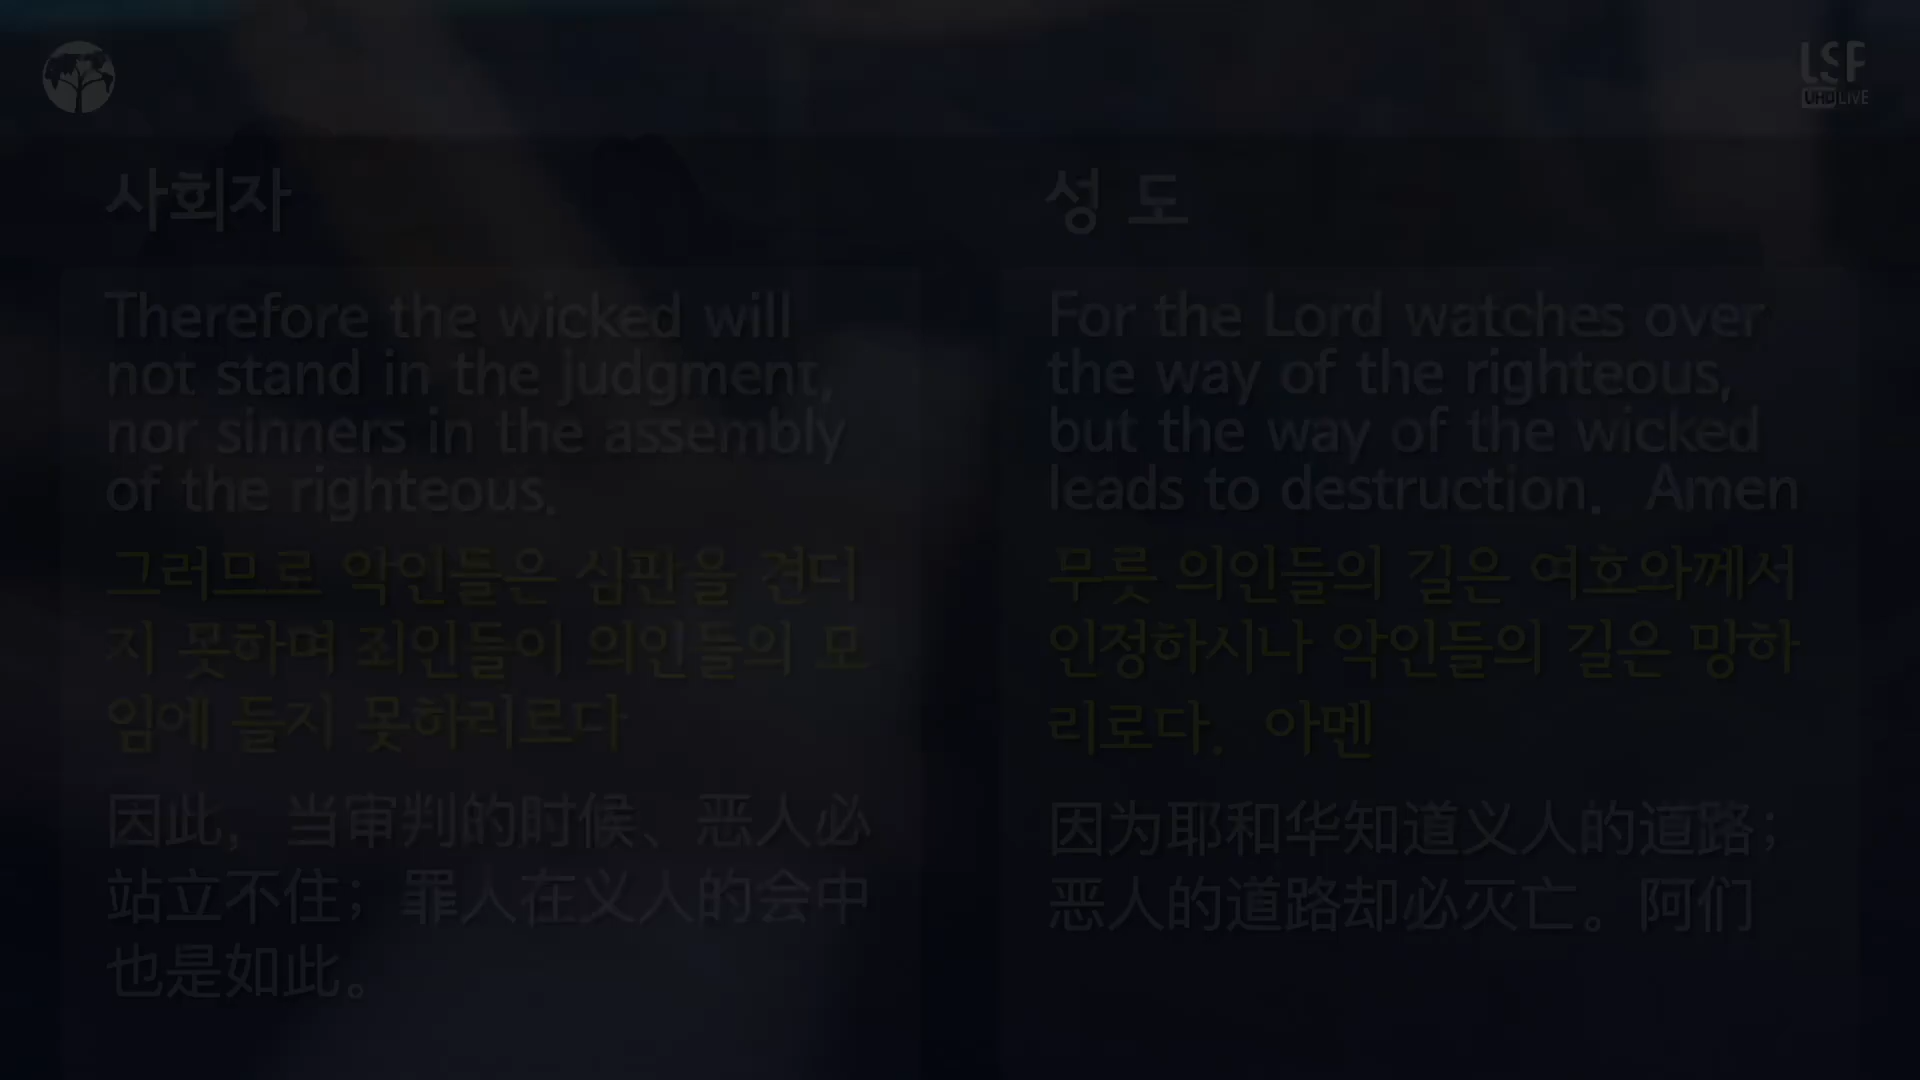 LSF
UHD LIVE
사회자
Therefore the wicked will
not stand in the judgment,
nor sinners in the assembly
of the righteous.
그러므로 악인들은 심판을 견디
지 못하며 죄인들이 의인들의 모
임에 들지 못하리로다
因此，当审判的时候、恶人必
站立不住；罪人在义人的会中
也是如此。
성 도
For the Lord watches over
the way of the righteous,
but the way of the wicked
leads to destruction. Amen
무릇 의인들의 길은 여호와께서
인정하시나 악인들의 길은 망하
리로다. 아멘
因为耶和华知道义人的道路；
恶人的道路却必灭亡。阿们